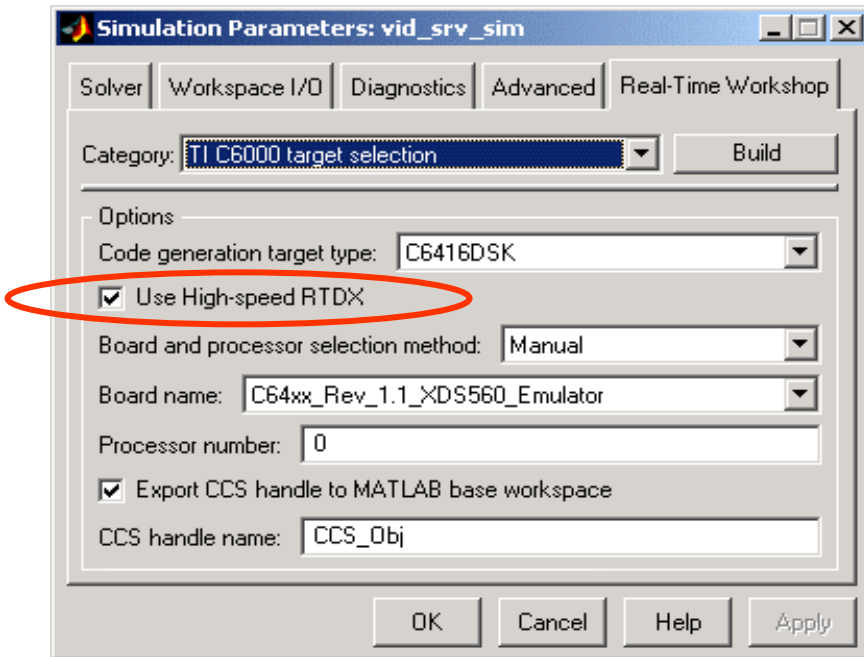 Simulation Parameters: vid_srv_sim
Solver Workspace I/O Diagnostics Advanced Real-Time Workshop
Category: TI C6000 target selection Build
Options
Code generation target type: C6416DSK
Use High-speed RTDX
Board and processor selection method: Manual
Board name: C64xx_Rev_1.1_XDS560_Emulator
Processor number: 0
Export CCS handle to MATLAB base workspace
CCS handle name: CCS_Obj
OK Cancel Help Apply